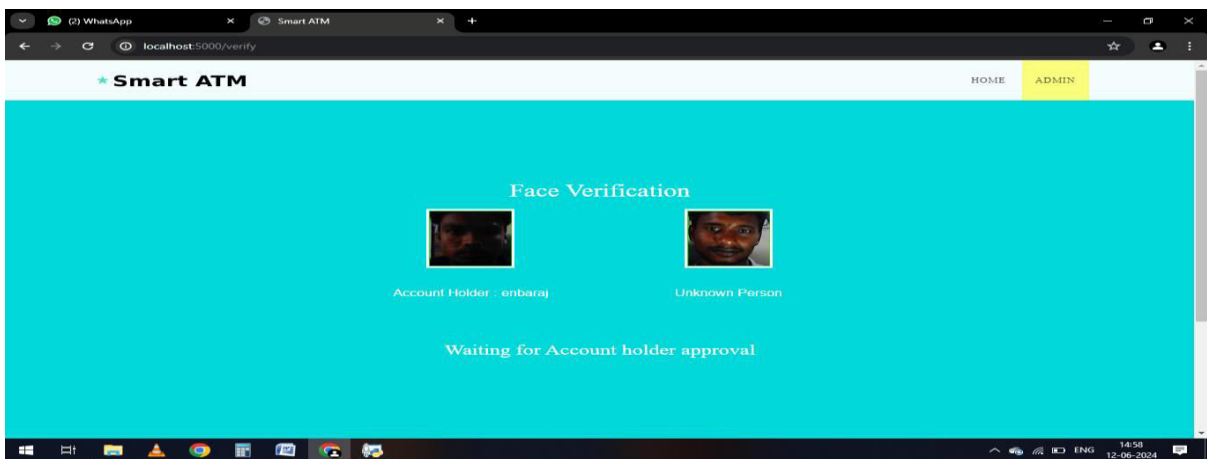 (2) WhatsApp
Smart ATM
localhost:5000/verify
Smart ATM
HOME
ADMIN
Face Verification
Account Holder : enbaraj
Unknown Person
Waiting for Account holder approval
ENG
14:58
12-06-2024